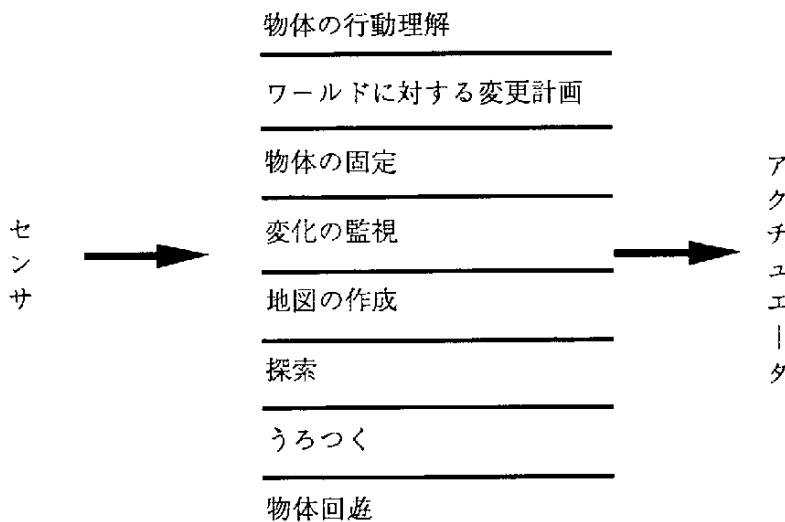 物体の行動理解
ワールドに対する変更計画
物体の固定
変化の監視
地図の作成
探索
うろつく
物体回遊
センサ
アクチュエータ